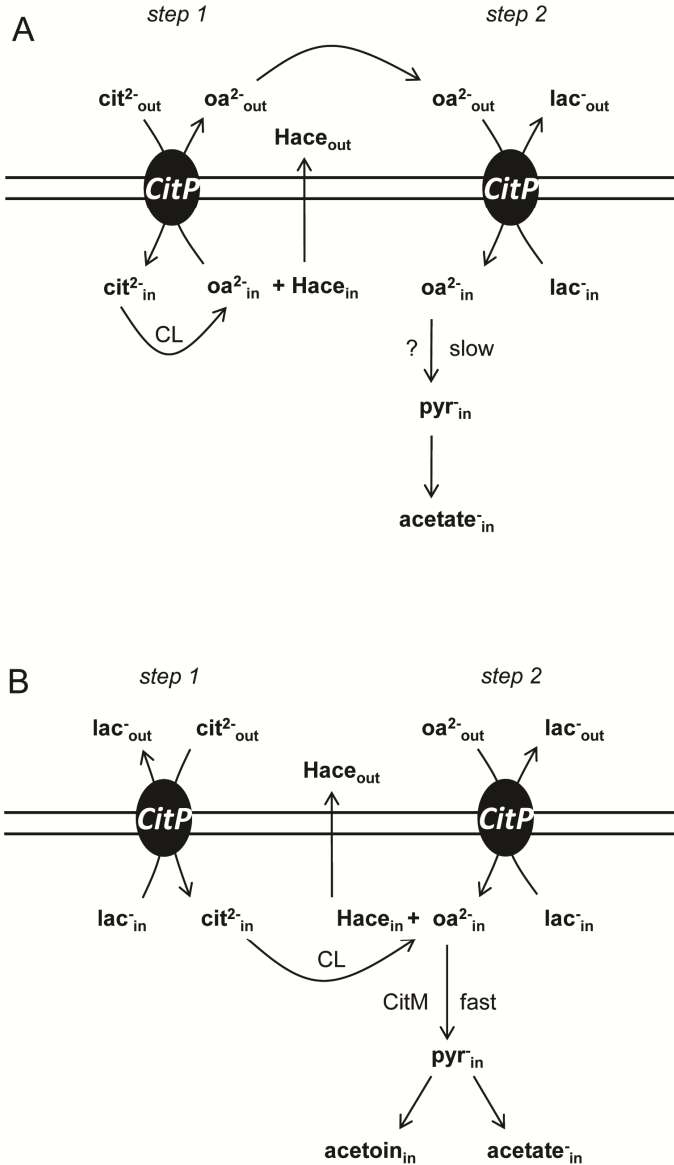 A
step 1 step 2
cit²⁻out oa²⁻out oa²⁻out lac⁻out
Haceout
CitP CitP
cit²⁻in oa²⁻in + Hacein oa²⁻in lac⁻in
CL
? slow
pyr⁻in
acetate⁻in
B
step 1 step 2
lac⁻out cit²⁻out oa²⁻out lac⁻out
Haceout
CitP CitP
lac⁻in cit²⁻in Hacein + oa²⁻in lac⁻in
CL
CitM fast
pyr⁻in
acetoinin acetate⁻in